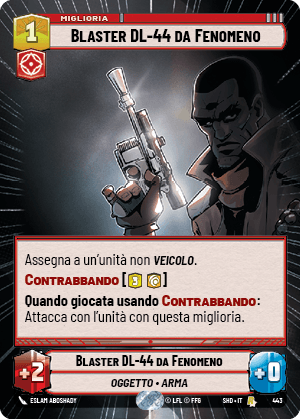 MIGLIORIA
1
BLASTER DL-44 DA FENOMENO
Assegna a un'unità non VEICOLO.
CONTRABBANDO [3]
Quando giocata usando CONTRABBANDO:
Attacca con l'unità con questa miglioria.
+2
BLASTER DL-44 DA FENOMENO
OGGETTO • ARMA
+0
ESLAM ABOSHADY
© LFL © FFG
SHD • IT
443